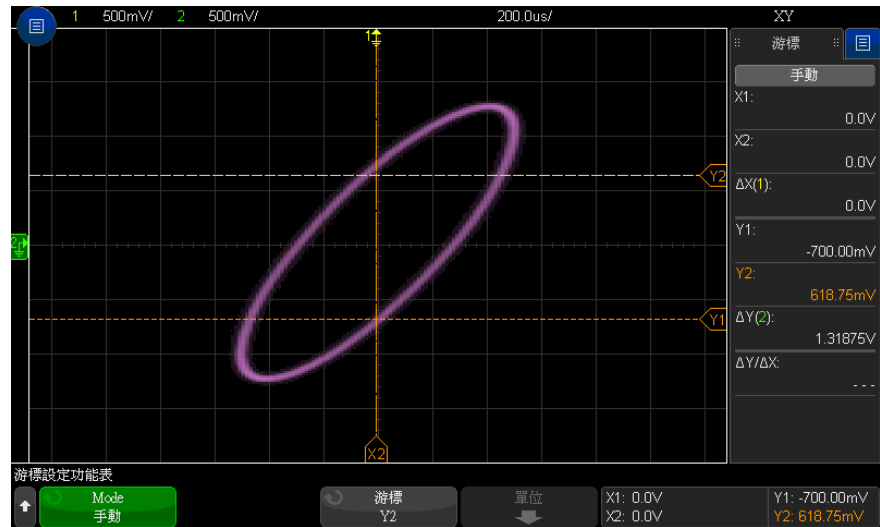 1 500mV/ 2 500mV/ 200.0us/ XY
游標
手動
X1:
0.0V
X2:
0.0V
ΔX(1):
0.0V
Y1:
-700.00mV
Y2:
618.75mV
ΔY(2):
1.31875V
ΔY/ΔX:
---
1
2
Y2
Y1
X2
游標設定功能表
Mode
手動
游標
Y2
單位
X1: 0.0V
X2: 0.0V
Y1: -700.00mV
Y2: 618.75mV